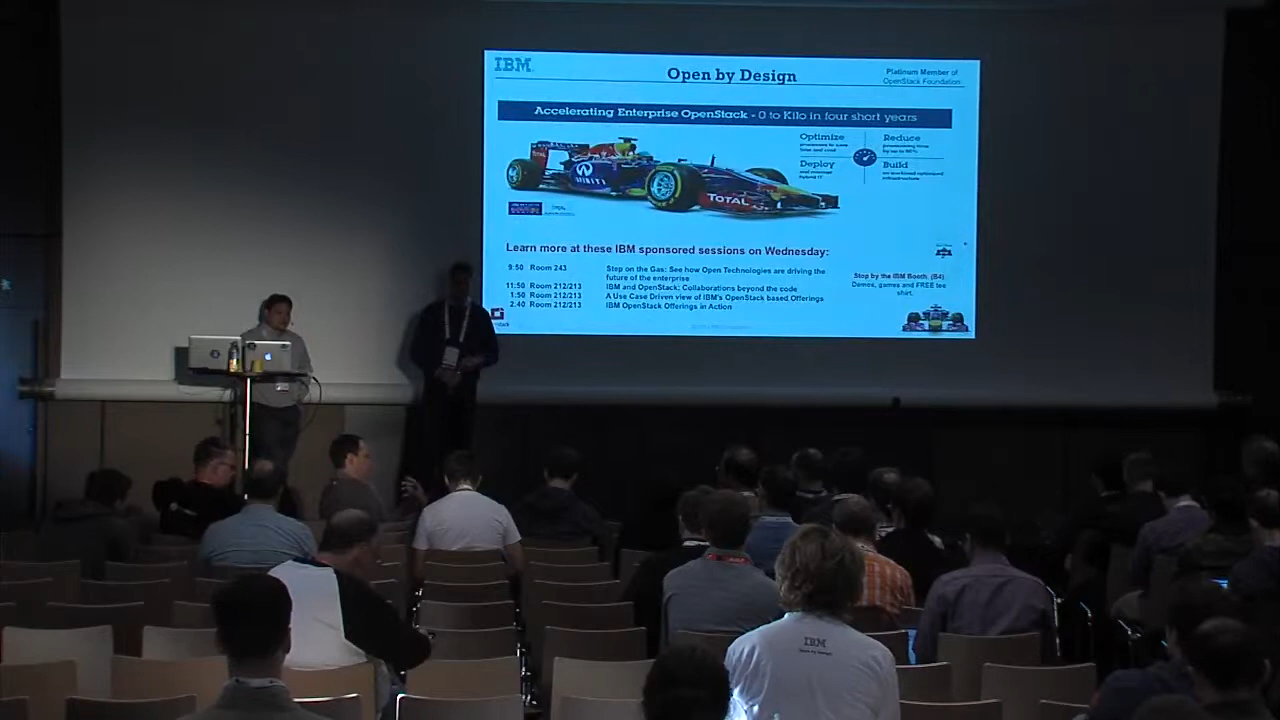 IBM
Open by Design
Platinum Member of
OpenStack Foundation
Accelerating Enterprise OpenStack - 0 to Kilo in four short years
Optimize
Reduce
Deploy
Build
TOTAL
INFINITI
TOTAL
Learn more at these IBM sponsored sessions on Wednesday:
9:50 Room 243 Step on the Gas: See how Open Technologies are driving the
future of the enterprise
11:50 Room 212/213 IBM and OpenStack: Collaborations beyond the code
1:50 Room 212/213 A Use Case Driven view of IBM's OpenStack based Offerings
2:40 Room 212/213 IBM OpenStack Offerings in Action
Stop by the IBM Booth (B4)
Demos, games and FREE tee
shirt.
IBM
Open by Design